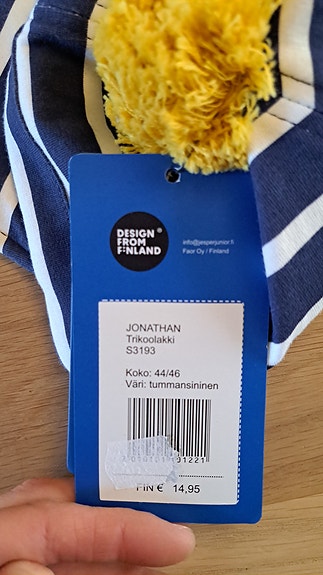 DESIGN ®
FROM
FINLAND
info@jesperjunior.fi
Faor Oy / Finland
JONATHAN
Trikoolakki
S3193
Koko: 44/46
Väri: tummansininen
FIN € 14,95